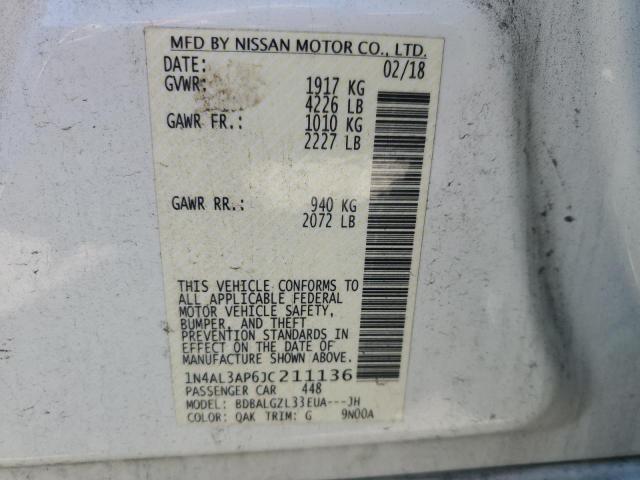 MFD BY NISSAN MOTOR CO., LTD.
DATE: 02/18
GVWR: 1917 KG
4226 LB
GAWR FR.: 1010 KG
2227 LB
GAWR RR.: 940 KG
2072 LB
THIS VEHICLE CONFORMS TO
ALL APPLICABLE FEDERAL
MOTOR VEHICLE SAFETY,
BUMPER, AND THEFT
PREVENTION STANDARDS IN
EFFECT ON THE DATE OF
MANUFACTURE SHOWN ABOVE.
1N4AL3AP6JC211136
PASSENGER CAR 448
MODEL: BDBALGZL33EUA---JH
COLOR: QAK TRIM: G 9N00A